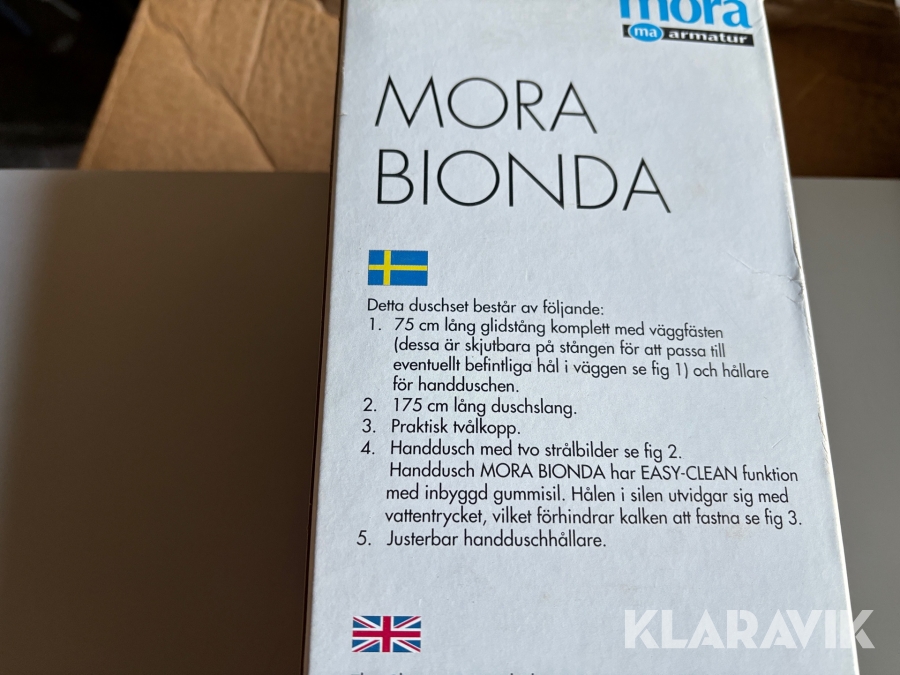 mora
ma armatur
MORA
BIONDA
Detta duschset består av följande:
1. 75 cm lång glidstång komplett med väggfästen
(dessa är skjutbara på stången för att passa till
eventuellt befintliga hål i väggen se fig 1) och hållare
för handduschen.
2. 175 cm lång duschslang.
3. Praktisk tvålkopp.
4. Handdusch med tvo strålbilder se fig 2.
Handdusch MORA BIONDA har EASY-CLEAN funktion
med inbyggd gummisil. Hålen i silen utvidgar sig med
vattentrycket, vilket förhindrar kalken att fastna se fig 3.
5. Justerbar handduschhållare.
KLARAVIK